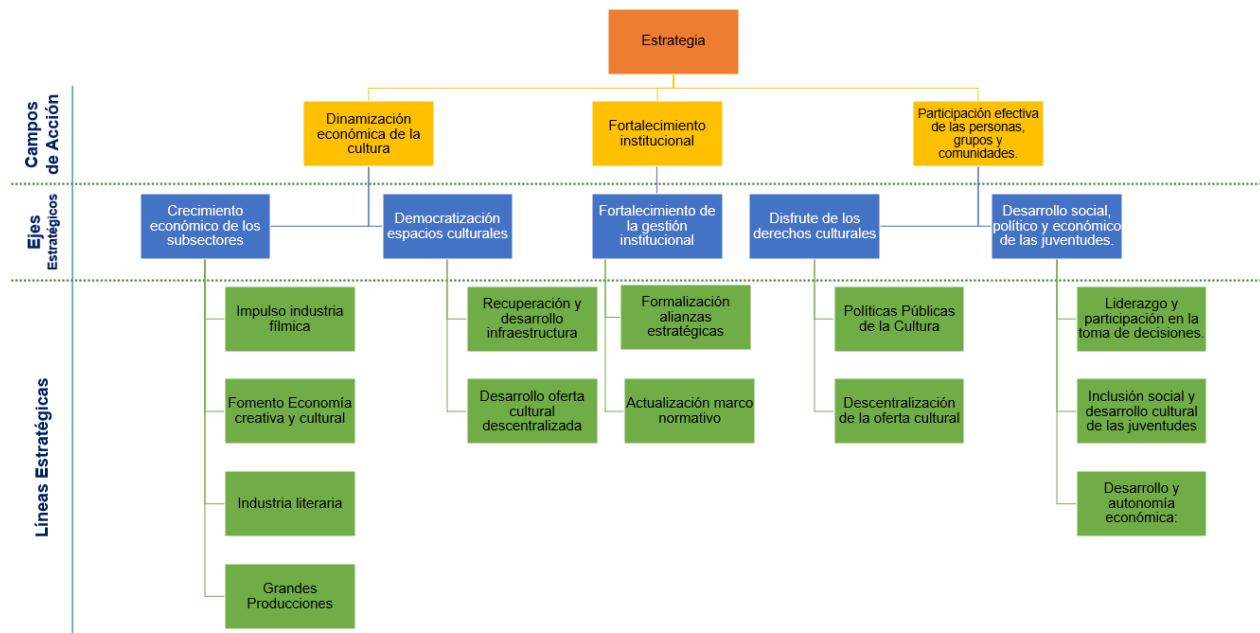 Estrategia
Campos
de Acción
Dinamización
económica de la
cultura
Fortalecimiento
institucional
Participación efectiva
de las personas,
grupos y
comunidades.
Ejes
Estratégicos
Crecimiento
económico de los
subsectores
Democratización
espacios culturales
Fortalecimiento de
la gestión
institucional
Disfrute de los
derechos culturales
Desarrollo social,
político y económico
de las juventudes.
Líneas Estratégicas
Impulso industria
fílmica
Fomento Economía
creativa y cultural
Industria literaria
Grandes
Producciones
Recuperación y
desarrollo
infraestructura
Desarrollo oferta
cultural
descentralizada
Formalización
alianzas
estratégicas
Actualización marco
normativo
Políticas Públicas
de la Cultura
Descentralización
de la oferta cultural
Liderazgo y
participación en la
toma de decisiones.
Inclusión social y
desarrollo cultural
de las juventudes
Desarrollo y
autonomía
económica: